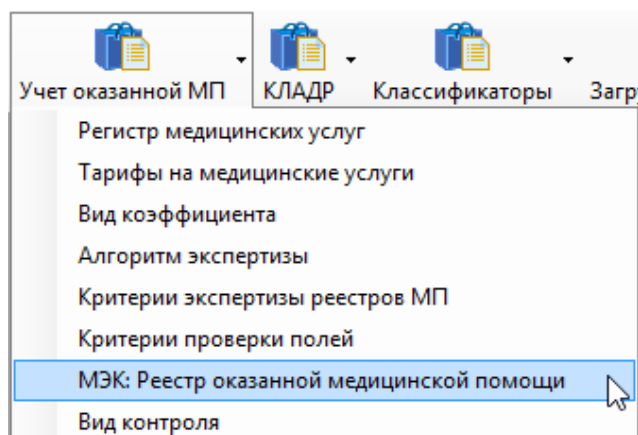 Учет оказанной МП КЛАДР Классификаторы Загр
Регистр медицинских услуг
Тарифы на медицинские услуги
Вид коэффициента
Алгоритм экспертизы
Критерии экспертизы реестров МП
Критерии проверки полей
МЭК: Реестр оказанной медицинской помощи
Вид контроля